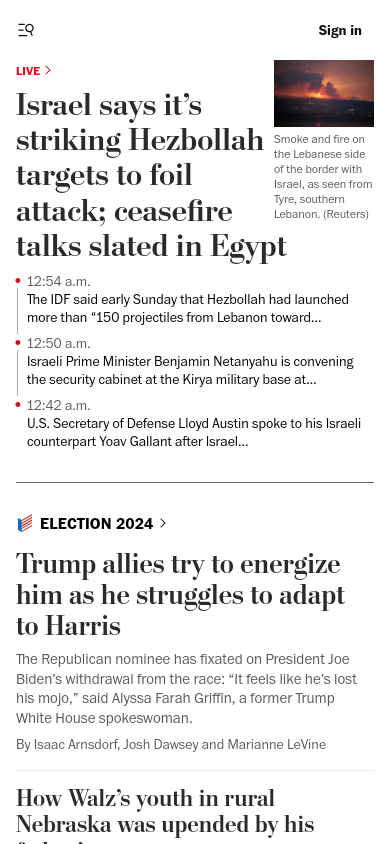 Sign in
LIVE
Israel says it’s
striking Hezbollah
targets to foil
attack; ceasefire
talks slated in Egypt
Smoke and fire on
the Lebanese side
of the border with
Israel, as seen from
Tyre, southern
Lebanon. (Reuters)
12:54 a.m.
The IDF said early Sunday that Hezbollah had launched
more than “150 projectiles from Lebanon toward...
12:50 a.m.
Israeli Prime Minister Benjamin Netanyahu is convening
the security cabinet at the Kirya military base at...
12:42 a.m.
U.S. Secretary of Defense Lloyd Austin spoke to his Israeli
counterpart Yoav Gallant after Israel...
ELECTION 2024
Trump allies try to energize
him as he struggles to adapt
to Harris
The Republican nominee has fixated on President Joe
Biden’s withdrawal from the race: “It feels like he’s lost
his mojo,” said Alyssa Farah Griffin, a former Trump
White House spokeswoman.
By Isaac Arnsdorf, Josh Dawsey and Marianne LeVine
How Walz’s youth in rural
Nebraska was upended by his